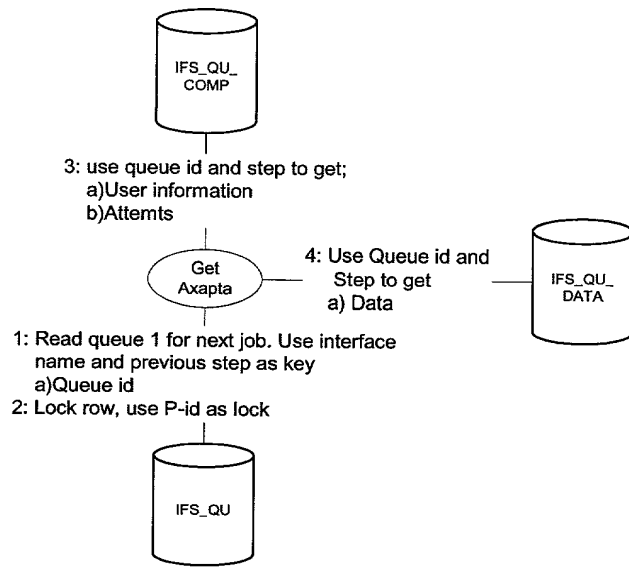 IFS_QU_
COMP
3: use queue id and step to get;
a)User information
b)Attemts
Get
Axapta
4: Use Queue id and
Step to get
a) Data
IFS_QU_
DATA
1: Read queue 1 for next job. Use interface
name and previous step as key
a)Queue id
2: Lock row, use P-id as lock
IFS_QU